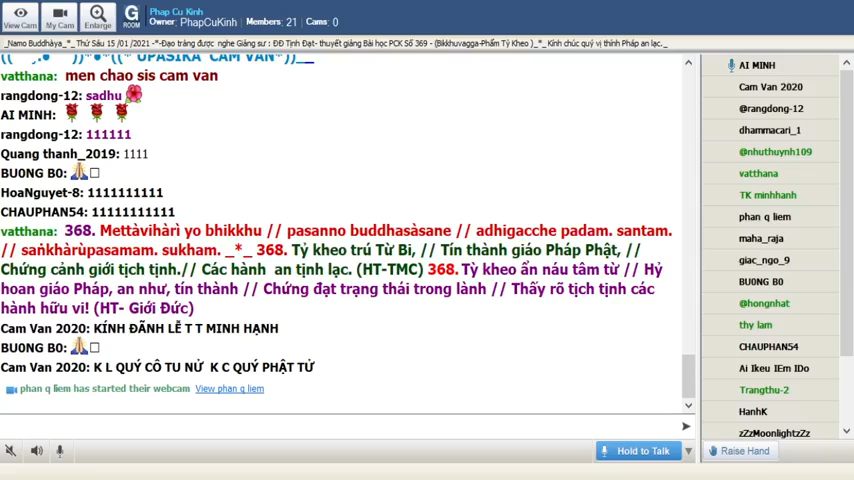 View Cam
My Cam
Enlarge
G
ROOM
Phap Cu Kinh
Owner: PhapCuKinh | Members: 21 | Cams: 0
_Namo Buddhàya_*_ Thứ Sáu 15 /01 /2021 -*-Đạo tràng được nghe Giảng sư : ĐĐ Tịnh Đạt- thuyết giảng Bài học PCK Số 369 - (Bikkhuvagga-Phẩm Tỳ Kheo )_*_ Kính chúc quý vị thính Pháp an lạc._
))*●*((* UPASIKA CAM VAN*))
vatthana: men chao sis cam van
rangdong-12: sadhu
AI MINH:
rangdong-12: 111111
Quang thanh_2019: 1111
BU0NG B0:
HoaNguyet-8: 1111111111
CHAUPHAN54: 11111111111
vatthana: 368. Mettàvihàrì yo bhikkhu // pasanno buddhasàsane // adhigacche padam. santam.
// saṅkhàrùpasamam. sukham. _*_ 368. Tỳ kheo trú Từ Bi, // Tín thành giáo Pháp Phật, //
Chứng cảnh giới tịch tịnh.// Các hành an tịnh lạc. (HT-TMC) 368. Tỳ kheo ẩn náu tâm từ // Hỷ
hoan giáo Pháp, an như, tín thành // Chứng đạt trạng thái trong lành // Thấy rõ tịch tịnh các
hành hữu vi! (HT- Giới Đức)
Cam Van 2020: KÍNH ĐÃNH LỄ T T MINH HẠNH
BU0NG B0:
Cam Van 2020: K L QUÝ CÔ TU NỬ K C QUÝ PHẬT TỬ
phan q liem has started their webcam View phan q liem
Hold to Talk
Raise Hand
AI MINH
Cam Van 2020
@rangdong-12
dhammacari_1
@nhuthuynh109
vatthana
TK minhhanh
phan q liem
maha_raja
giac_ngo_9
BU0NG B0
@hongnhat
thy lam
CHAUPHAN54
Ai Ikeu IEm IDo
Trangthu-2
HanhK
zZzMoonlightzZz